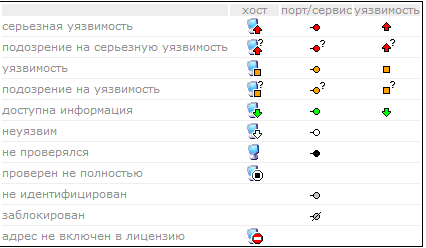 хост порт/сервис уязвимость
серьезная уязвимость
подозрение на серьезную уязвимость ? ? ?
уязвимость
подозрение на уязвимость ? ? ?
доступна информация
неуязвим
не проверялся
проверен не полностью
не идентифицирован
заблокирован
адрес не включен в лицензию